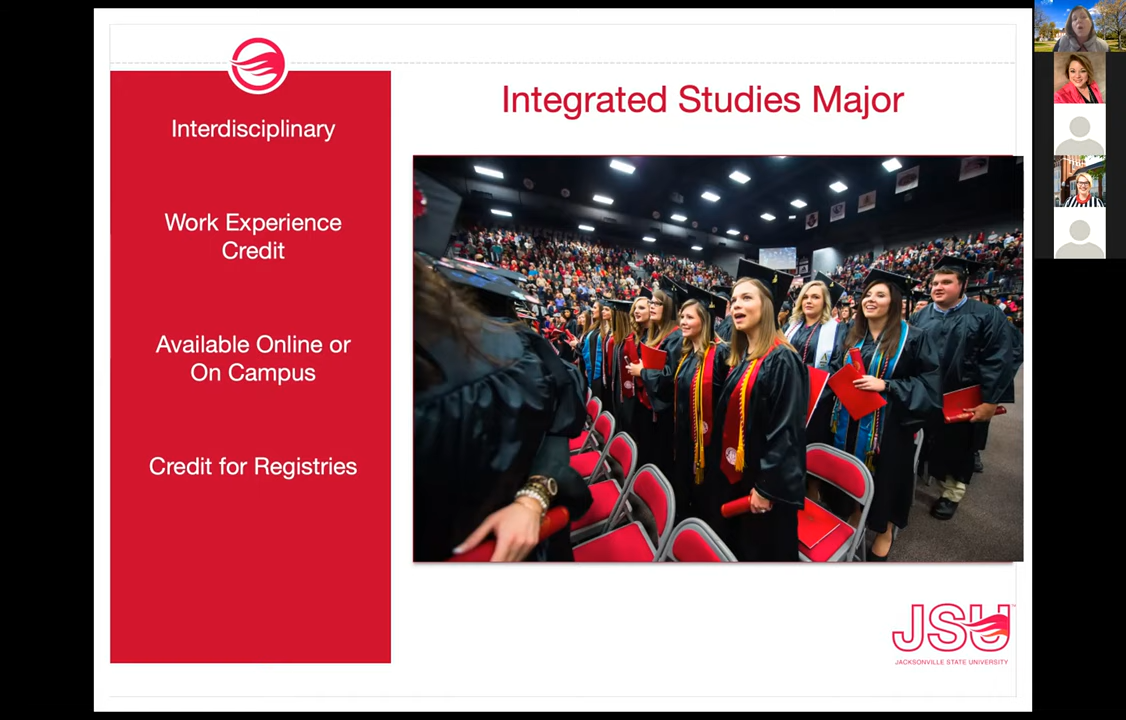 Integrated Studies Major
Interdisciplinary
Work Experience
Credit
Available Online or
On Campus
Credit for Registries
JSU
JACKSONVILLE STATE UNIVERSITY